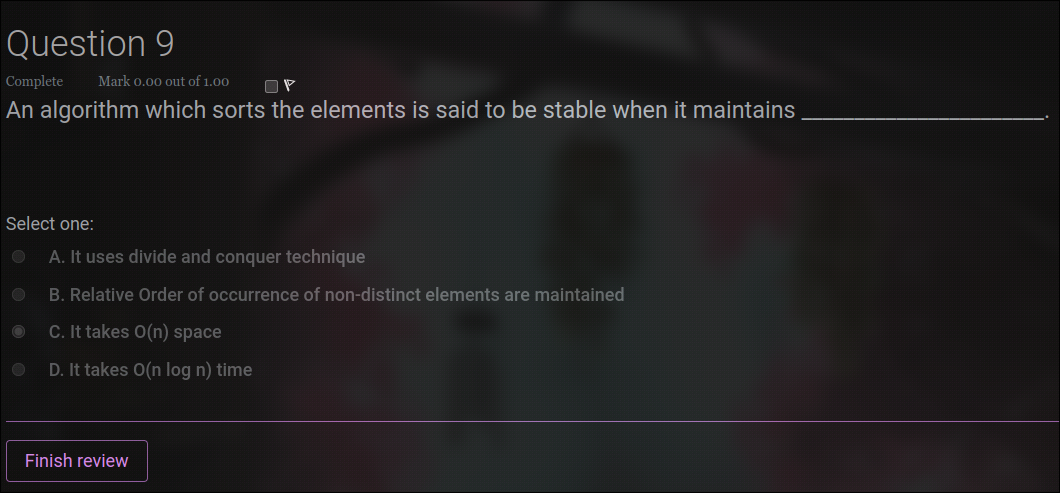 Question 9
Complete Mark 0.00 out of 1.00
An algorithm which sorts the elements is said to be stable when it maintains ______________________.
Select one:
A. It uses divide and conquer technique
B. Relative Order of occurrence of non-distinct elements are maintained
C. It takes O(n) space
D. It takes O(n log n) time
Finish review